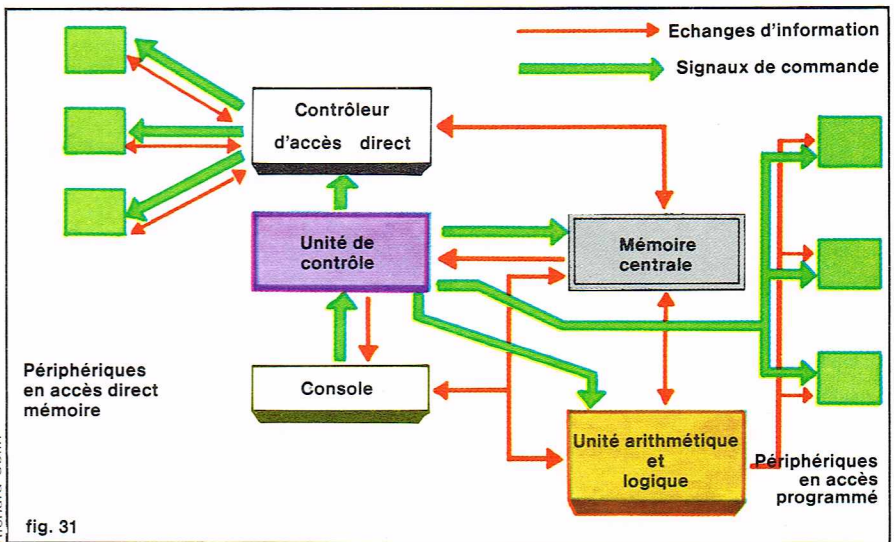 Echanges d'information
Signaux de commande
Contrôleur
d'accès direct
Unité de
contrôle
Mémoire
centrale
Périphériques
en accès direct
mémoire
Console
Unité arithmétique
et
logique
Périphériques
en accès
programmé
fig. 31